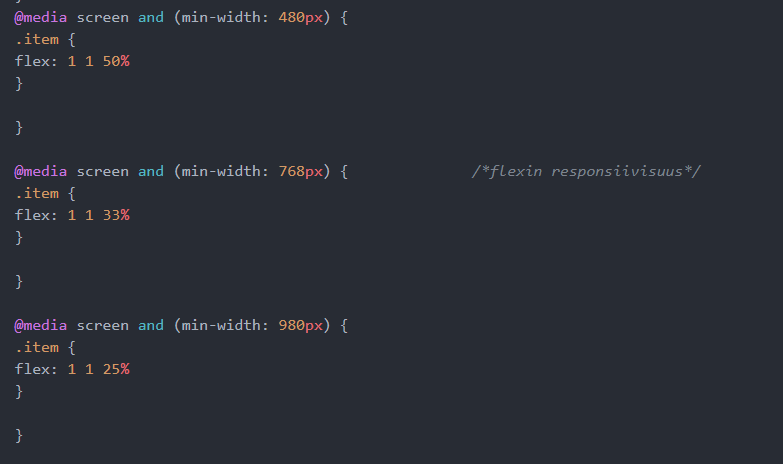 }
@media screen and (min-width: 480px) {
.item {
flex: 1 1 50%
}
}
@media screen and (min-width: 768px) { /*flexin responsiivisuus*/
.item {
flex: 1 1 33%
}
}
@media screen and (min-width: 980px) {
.item {
flex: 1 1 25%
}
}